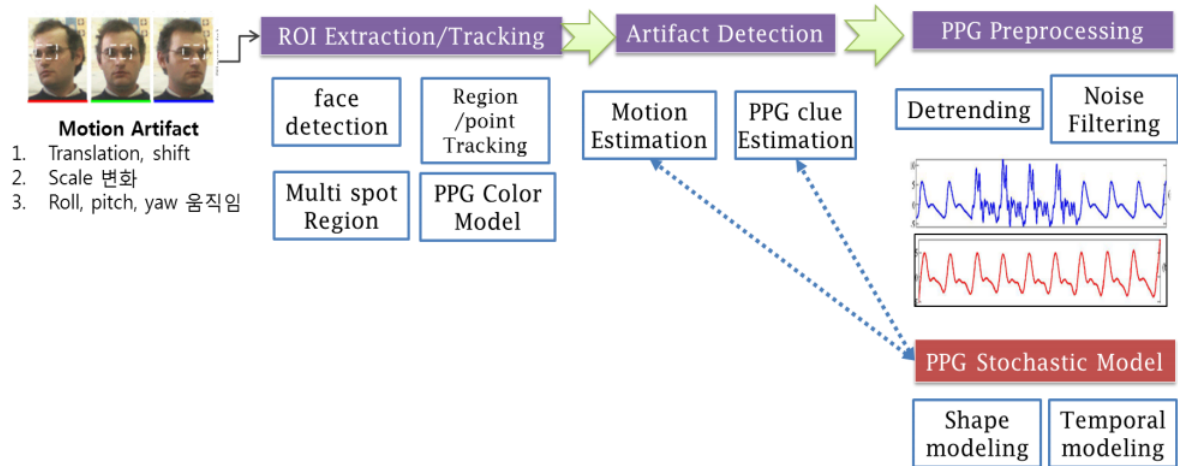 ROI Extraction/Tracking
Artifact Detection
PPG Preprocessing
face
detection
Region
/point
Tracking
Multi spot
Region
PPG Color
Model
Motion
Estimation
PPG clue
Estimation
Detrending
Noise
Filtering
Motion Artifact
1. Translation, shift
2. Scale 변화
3. Roll, pitch, yaw 움직임
PPG Stochastic Model
Shape
modeling
Temporal
modeling